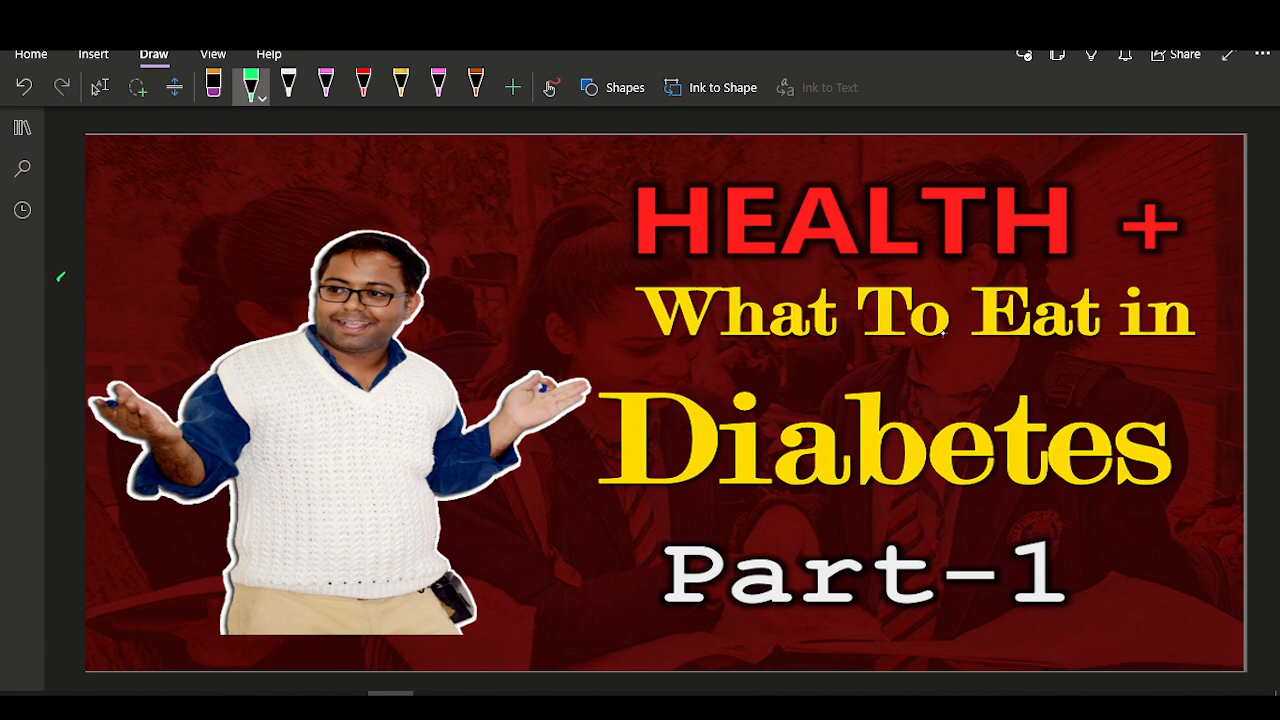 Home Insert Draw View Help Share
Shapes Ink to Shape Ink to Text
HEALTH +
What To Eat in
Diabetes
Part-1